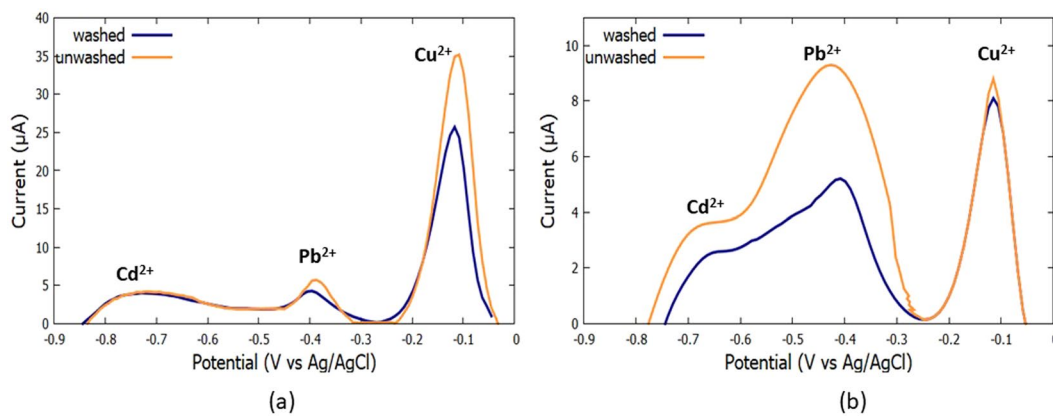 40
35
30
25
20
15
10
5
0
Current (µA)
washed
unwashed
Cd²⁺
Pb²⁺
Cu²⁺
-0.9 -0.8 -0.7 -0.6 -0.5 -0.4 -0.3 -0.2 -0.1 0
Potential (V vs Ag/AgCl)
(a)
10
8
6
4
2
0
Current (µA)
washed
unwashed
Cd²⁺
Pb²⁺
Cu²⁺
-0.9 -0.8 -0.7 -0.6 -0.5 -0.4 -0.3 -0.2 -0.1 0
Potential (V vs Ag/AgCl)
(b)